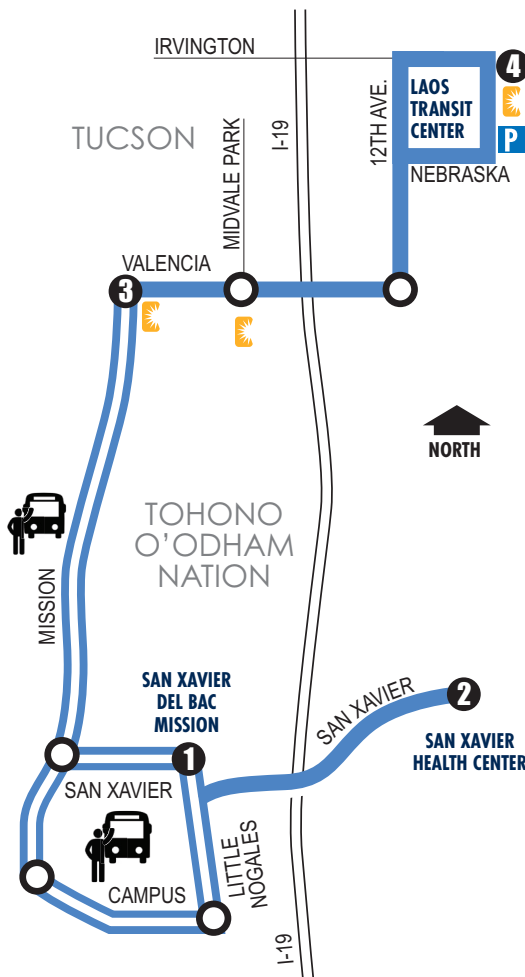 IRVINGTON
4
12TH AVE.
LAOS
TRANSIT
CENTER
P
NEBRASKA
TUCSON
MIDVALE PARK
I-19
VALENCIA
3
NORTH
TOHONO
O'ODHAM
NATION
MISSION
SAN XAVIER
DEL BAC
MISSION
1
SAN XAVIER
2
SAN XAVIER
HEALTH CENTER
SAN XAVIER
LITTLE
NOGALES
CAMPUS
I-19